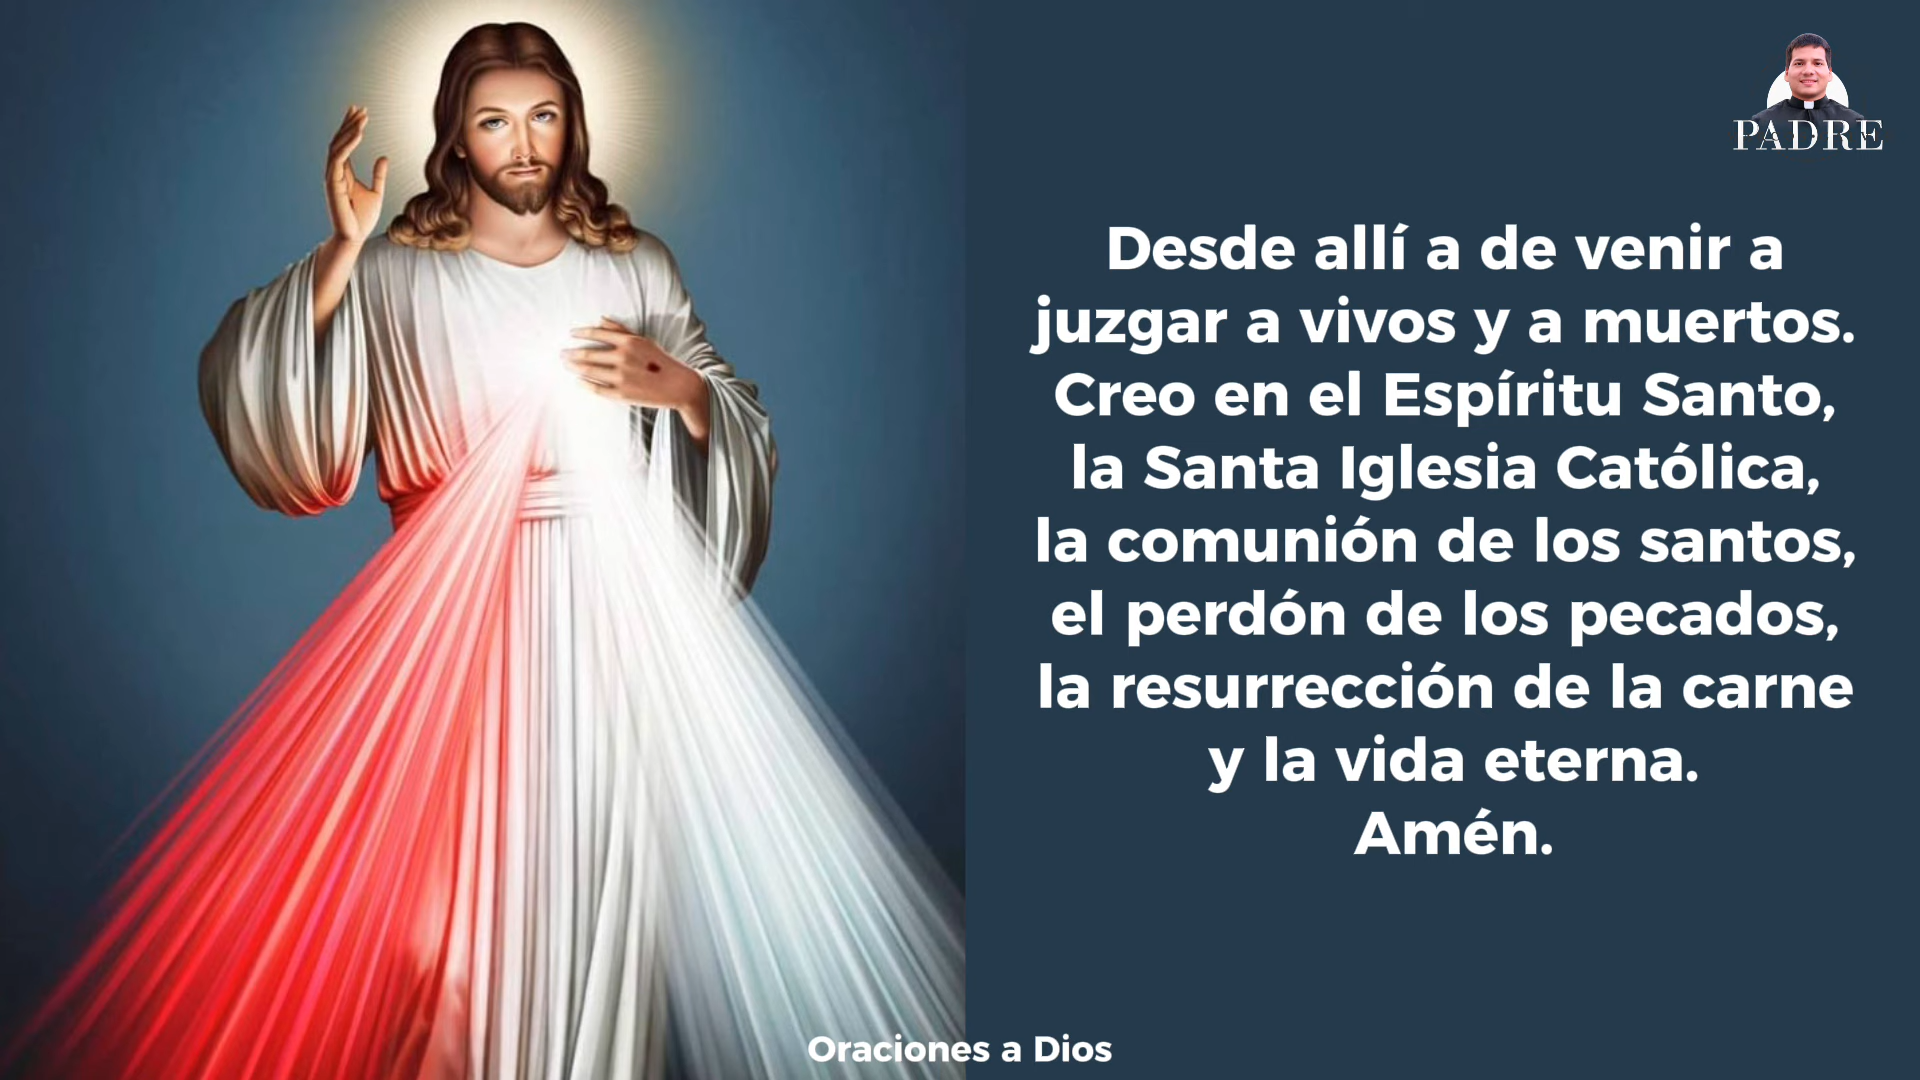 PADRE
Desde allí a de venir a
juzgar a vivos y a muertos.
Creo en el Espíritu Santo,
la Santa Iglesia Católica,
la comunión de los santos,
el perdón de los pecados,
la resurrección de la carne
y la vida eterna.
Amén.
Oraciones a Dios